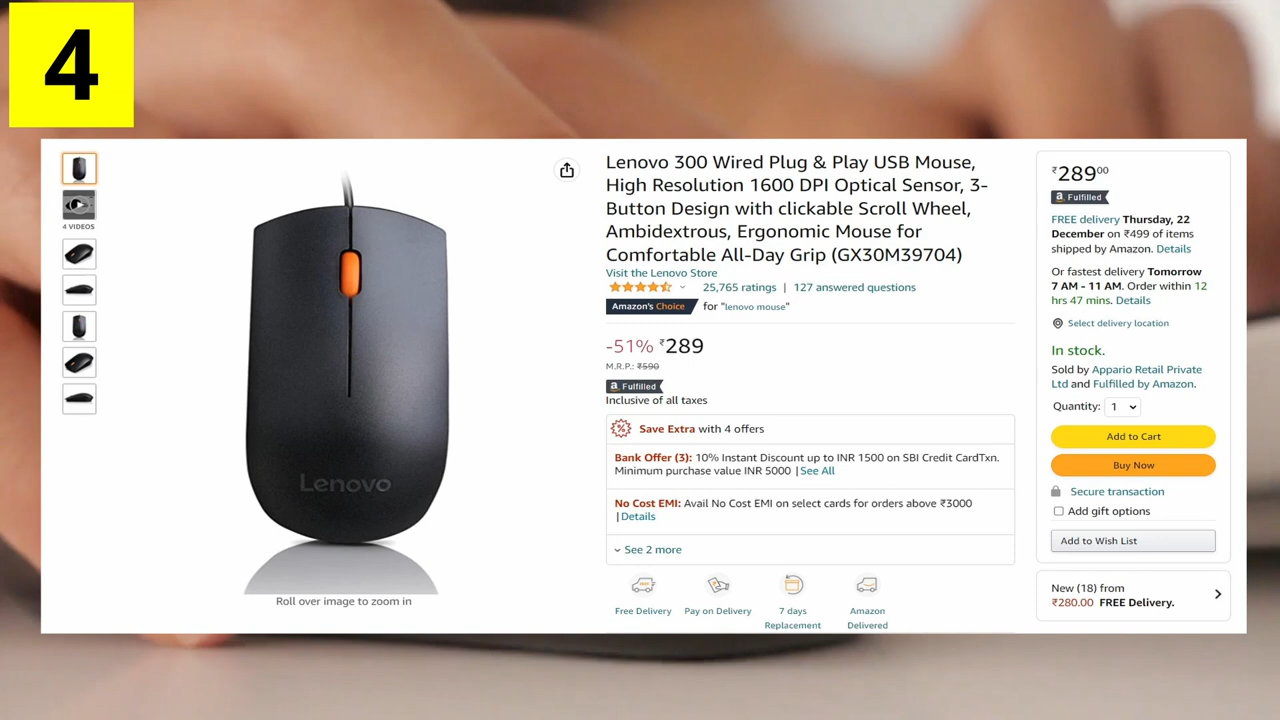 4
4 VIDEOS
Lenovo
Roll over image to zoom in
Lenovo 300 Wired Plug & Play USB Mouse,
High Resolution 1600 DPI Optical Sensor, 3-
Button Design with clickable Scroll Wheel,
Ambidextrous, Ergonomic Mouse for
Comfortable All-Day Grip (GX30M39704)
Visit the Lenovo Store
25,765 ratings | 127 answered questions
Amazon's Choice for "lenovo mouse"
-51% ₹289
M.R.P.: ₹590
a Fulfilled
Inclusive of all taxes
Save Extra with 4 offers
Bank Offer (3): 10% Instant Discount up to INR 1500 on SBI Credit CardTxn.
Minimum purchase value INR 5000 | See All
No Cost EMI: Avail No Cost EMI on select cards for orders above ₹3000
| Details
See 2 more
FREE
Free Delivery
Pay on Delivery
7 days
Replacement
Amazon
Delivered
₹28900
a Fulfilled
FREE delivery Thursday, 22
December on ₹499 of items
shipped by Amazon. Details
Or fastest delivery Tomorrow
7 AM - 11 AM. Order within 12
hrs 47 mins. Details
Select delivery location
In stock.
Sold by Appario Retail Private
Ltd and Fulfilled by Amazon.
Quantity: 1
Add to Cart
Buy Now
Secure transaction
Add gift options
Add to Wish List
New (18) from
₹280.00 FREE Delivery.